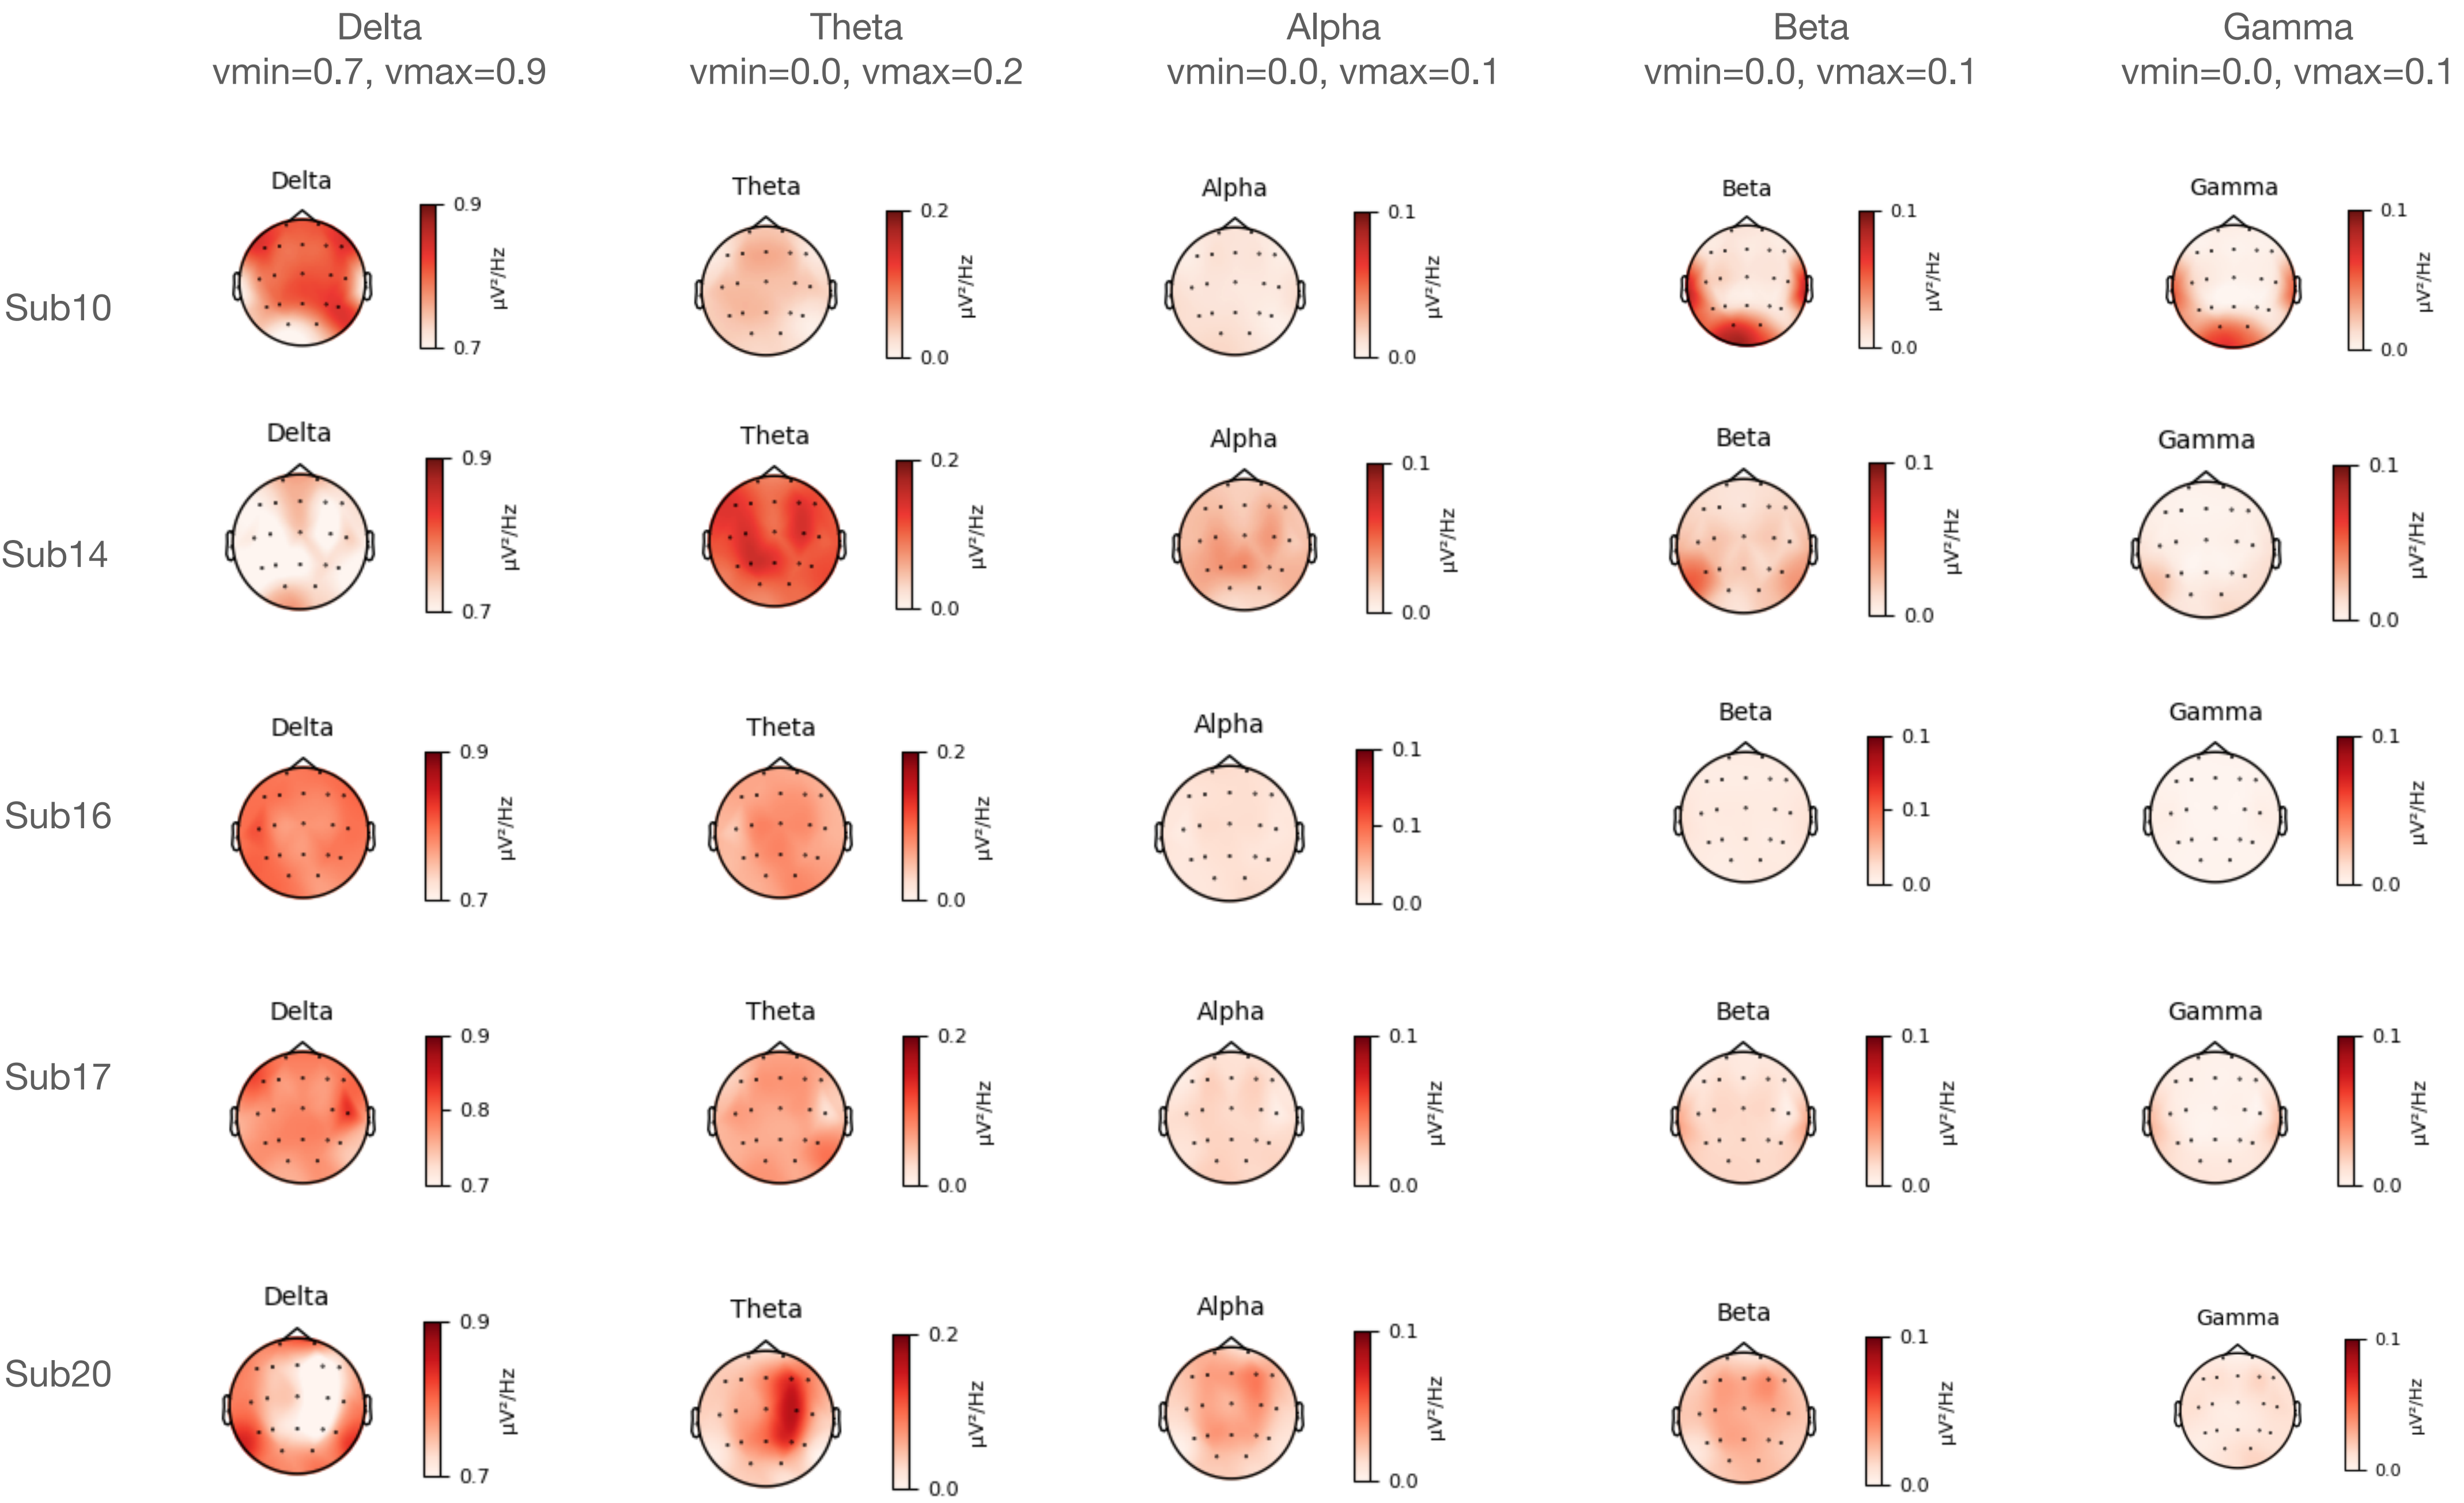 Delta
vmin=0.7, vmax=0.9
Theta
vmin=0.0, vmax=0.2
Alpha
vmin=0.0, vmax=0.1
Beta
vmin=0.0, vmax=0.1
Gamma
vmin=0.0, vmax=0.1
Sub10
Delta
0.9
0.7
µV²/Hz
Theta
0.2
0.0
µV²/Hz
Alpha
0.1
0.0
µV²/Hz
Beta
0.1
0.0
µV²/Hz
Gamma
0.1
0.0
µV²/Hz
Sub14
Delta
0.9
0.7
µV²/Hz
Theta
0.2
0.0
µV²/Hz
Alpha
0.1
0.0
µV²/Hz
Beta
0.1
0.0
µV²/Hz
Gamma
0.1
0.0
µV²/Hz
Sub16
Delta
0.9
0.7
µV²/Hz
Theta
0.2
0.0
µV²/Hz
Alpha
0.1
0.1
0.0
µV²/Hz
Beta
0.1
0.1
0.0
µV²/Hz
Gamma
0.1
0.0
µV²/Hz
Sub17
Delta
0.9
0.8
0.7
µV²/Hz
Theta
0.2
0.0
µV²/Hz
Alpha
0.1
0.0
µV²/Hz
Beta
0.1
0.0
µV²/Hz
Gamma
0.1
0.0
µV²/Hz
Sub20
Delta
0.9
0.7
µV²/Hz
Theta
0.2
0.0
µV²/Hz
Alpha
0.1
0.0
µV²/Hz
Beta
0.1
0.0
µV²/Hz
Gamma
0.1
0.0
µV²/Hz